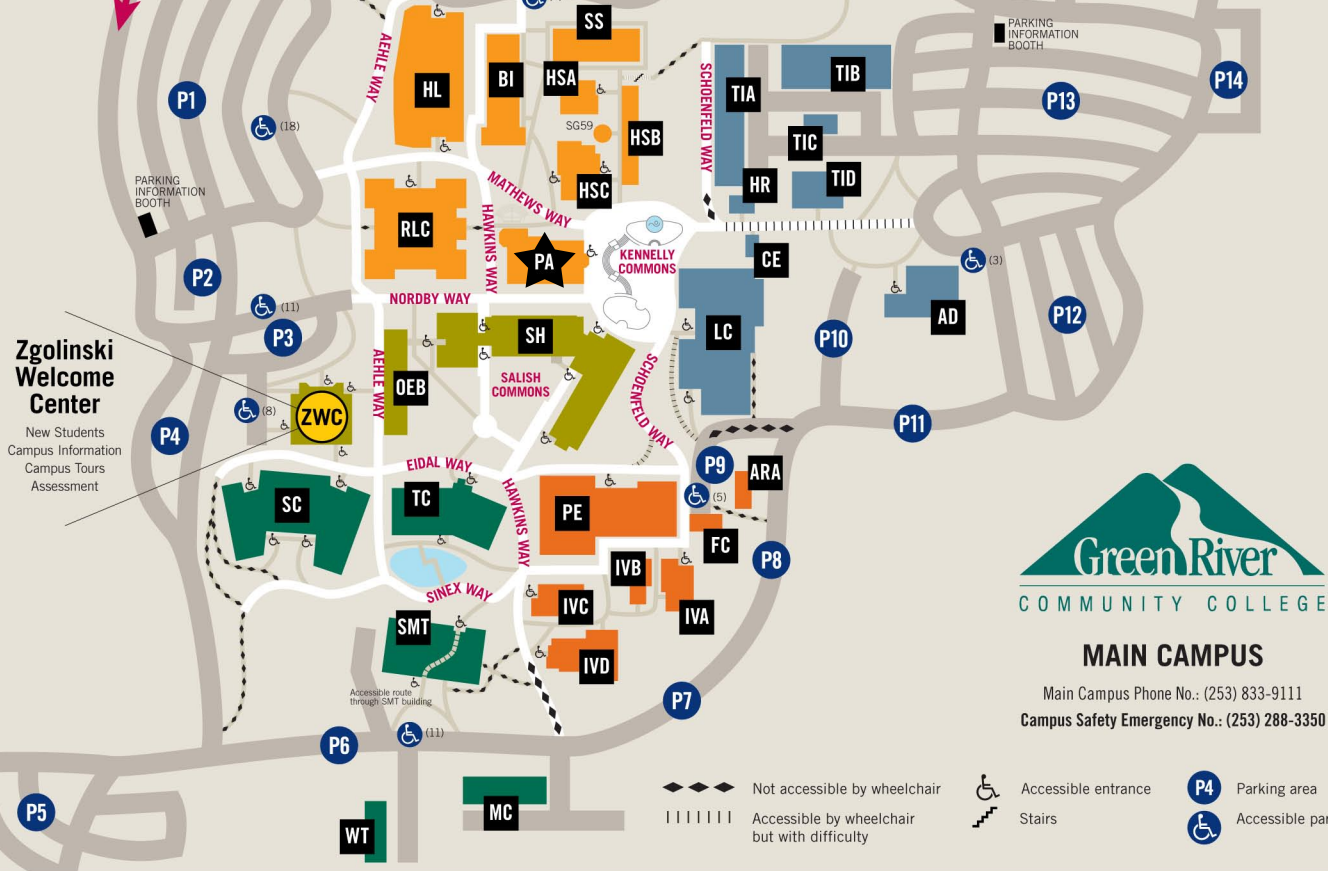 SS
PARKING
INFORMATION
BOOTH
AEHLE WAY
HL
BI
HSA
SCHOENFELD WAY
TIA
TIB
P14
P1
P13
(18)
SG59
HSB
TIC
PARKING
INFORMATION
BOOTH
MATHEWS WAY
HSC
HR
TID
RLC
HAWKINS WAY
PA
KENNELLY
COMMONS
CE
(3)
P2
NORDBY WAY
(11)
P3
AD
P12
P10
LC
SH
Zgolinski
Welcome
Center
New Students
Campus Information
Campus Tours
Assessment
AEHLE WAY
OEB
SALISH
COMMONS
SCHOENFELD WAY
ZWC
(8)
P4
P11
EIDAL WAY
P9
ARA
(5)
SC
TC
HAWKINS WAY
PE
FC
P8
IVB
SINEX WAY
IVC
IVA
SMT
IVD
Accessible route
through SMT building
P7
(11)
P6
P5
WT
MC
Green River
COMMUNITY COLLEGE
MAIN CAMPUS
Main Campus Phone No.: (253) 833-9111
Campus Safety Emergency No.: (253) 288-3350
Not accessible by wheelchair
Accessible by wheelchair
but with difficulty
Accessible entrance
Stairs
P4
Parking area
Accessible par